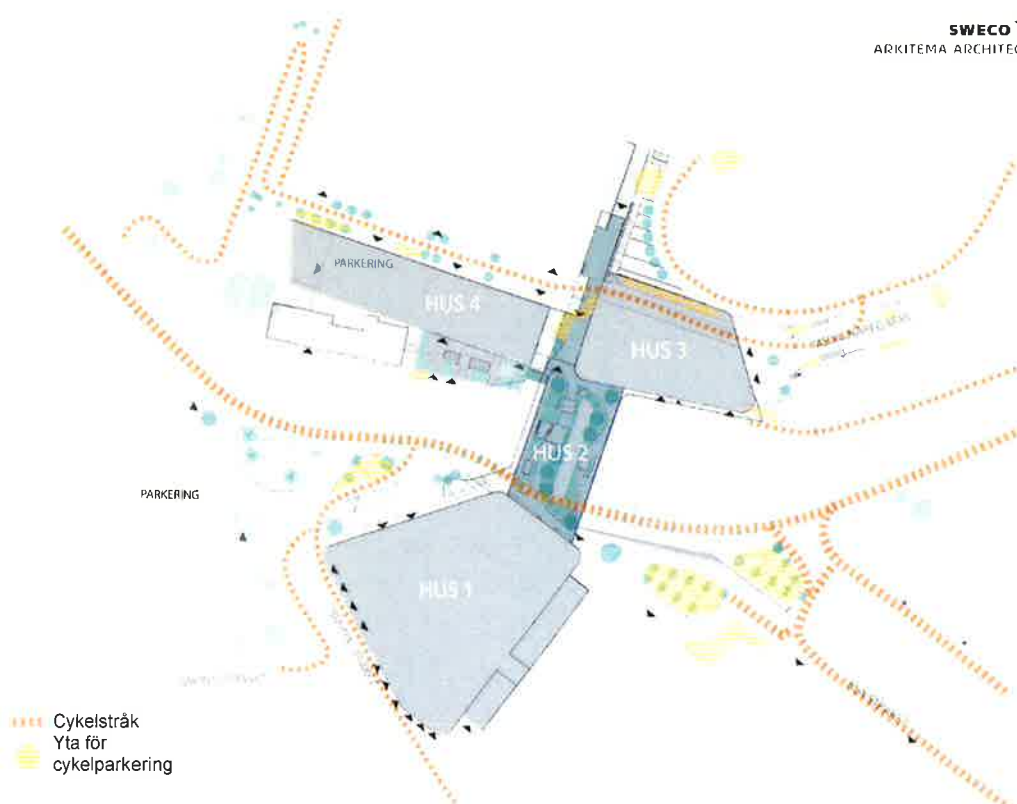 SWECO
ARKITEMA ARCHITEC
PARKERING
HUS 4
HUS 3
HUS 2
PARKERING
HUS 1
Cykelstråk
Yta för
cykelparkering